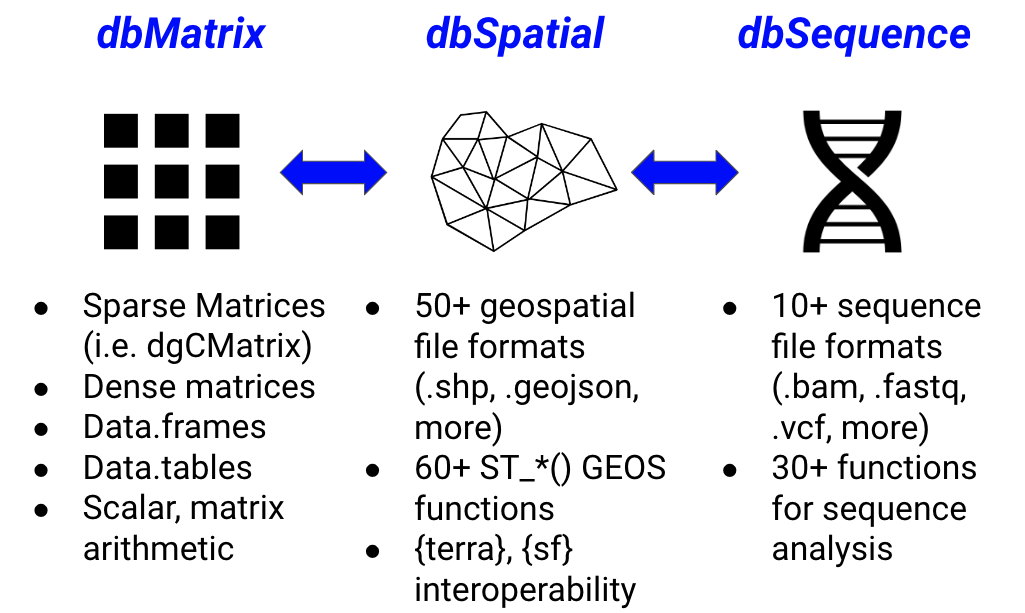 dbMatrix
dbSpatial
dbSequence
● Sparse Matrices
(i.e. dgCMatrix)
● Dense matrices
● Data.frames
● Data.tables
● Scalar, matrix
arithmetic
● 50+ geospatial
file formats
(.shp, .geojson,
more)
● 60+ ST_*() GEOS
functions
● {terra}, {sf}
interoperability
● 10+ sequence
file formats
(.bam, .fastq,
.vcf, more)
● 30+ functions
for sequence
analysis